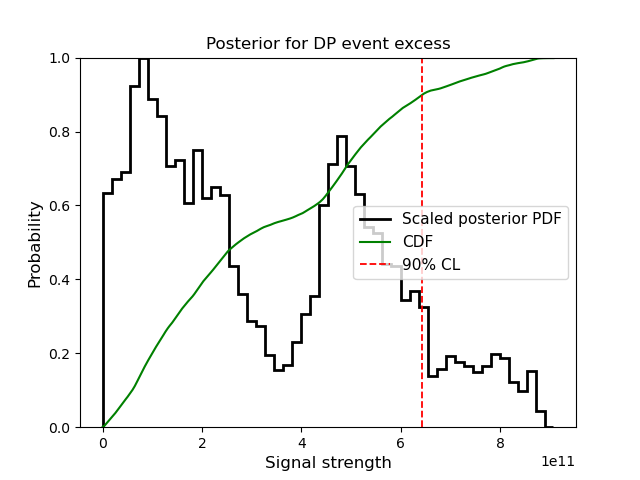 Posterior for DP event excess
Probability
1.0
0.8
0.6
0.4
0.2
0.0
Scaled posterior PDF
CDF
90% CL
0 2 4 6 8
1e11
Signal strength